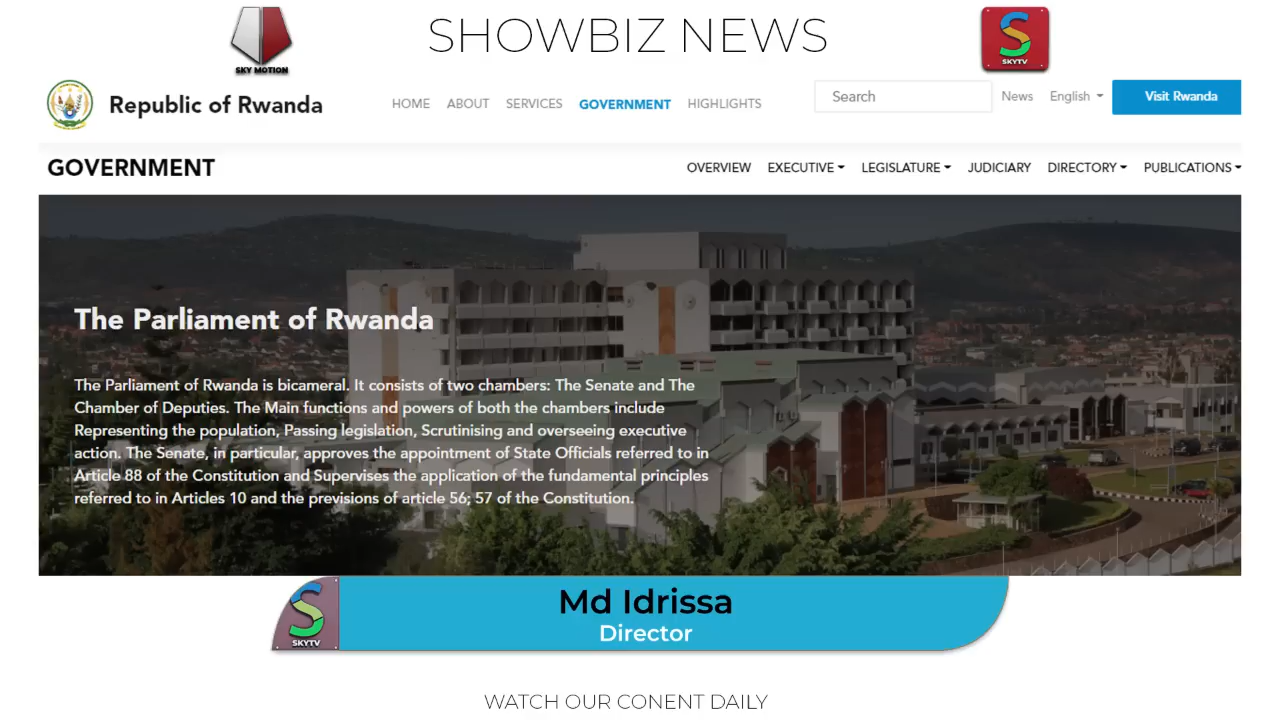 SHOWBIZ NEWS
SKY MOTION
SKYTV
Republic of Rwanda
HOME ABOUT SERVICES GOVERNMENT HIGHLIGHTS
Search
News English Visit Rwanda
GOVERNMENT
OVERVIEW EXECUTIVE LEGISLATURE JUDICIARY DIRECTORY PUBLICATIONS
The Parliament of Rwanda
The Parliament of Rwanda is bicameral. It consists of two chambers: The Senate and The
Chamber of Deputies. The Main functions and powers of both the chambers include
Representing the population, Passing legislation, Scrutinising and overseeing executive
action. The Senate, in particular, approves the appointment of State Officials referred to in
Article 88 of the Constitution and Supervises the application of the fundamental principles
referred to in Articles 10 and the previsions of article 56; 57 of the Constitution.
Md Idrissa
Director
SKYTV
WATCH OUR CONENT DAILY